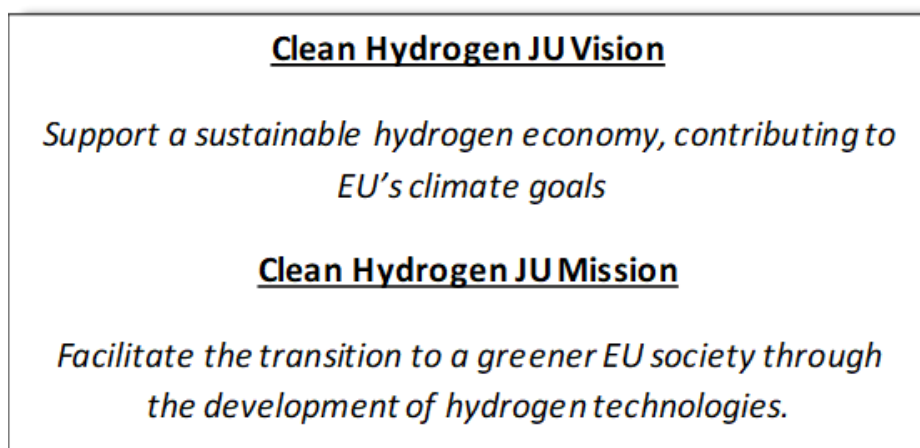 Clean Hydrogen JU Vision
Support a sustainable hydrogen economy, contributing to
EU’s climate goals
Clean Hydrogen JU Mission
Facilitate the transition to a greener EU society through
the development of hydrogen technologies.